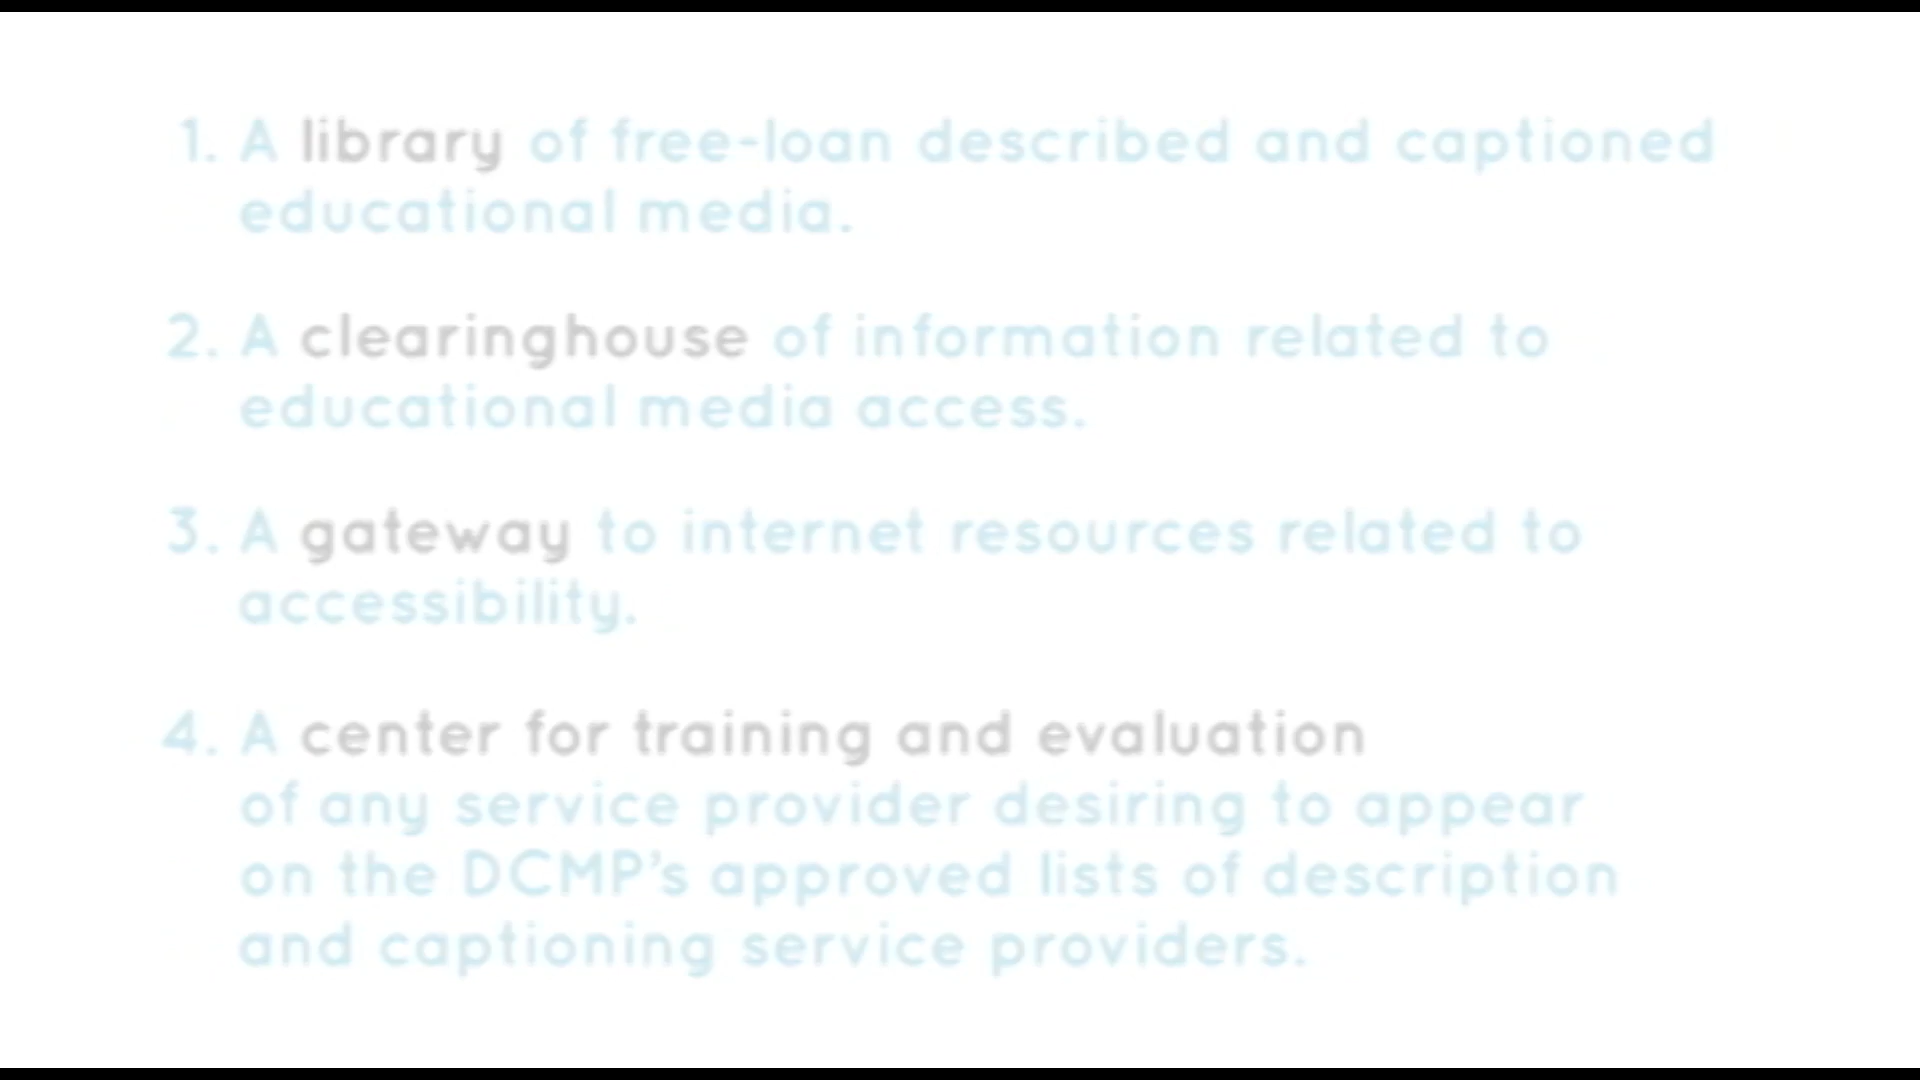 1. A library of free-loan described and captioned
educational media.
2. A clearinghouse of information related to
educational media access.
3. A gateway to internet resources related to
accessibility.
4. A center for training and evaluation
of any service provider desiring to appear
on the DCMP’s approved lists of description
and captioning service providers.